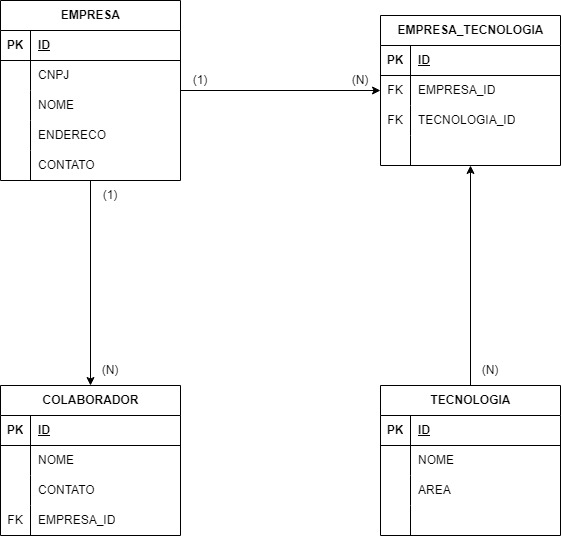 EMPRESA
PK ID
CNPJ
NOME
ENDERECO
CONTATO
EMPRESA_TECNOLOGIA
PK ID
FK EMPRESA_ID
FK TECNOLOGIA_ID
(1)
(N)
(1)
(N)
(N)
COLABORADOR
PK ID
NOME
CONTATO
FK EMPRESA_ID
TECNOLOGIA
PK ID
NOME
AREA